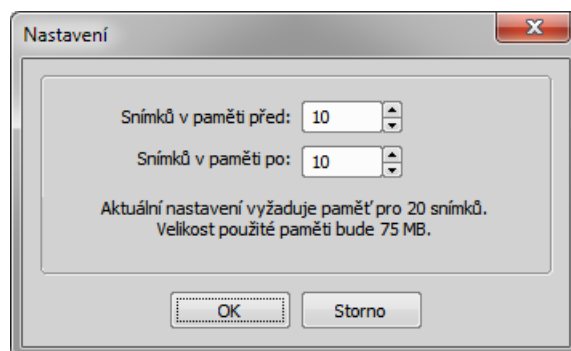 Nastavení
Snímků v paměti před: 10
Snímků v paměti po: 10
Aktuální nastavení vyžaduje paměť pro 20 snímků.
Velikost použité paměti bude 75 MB.
OK Storno